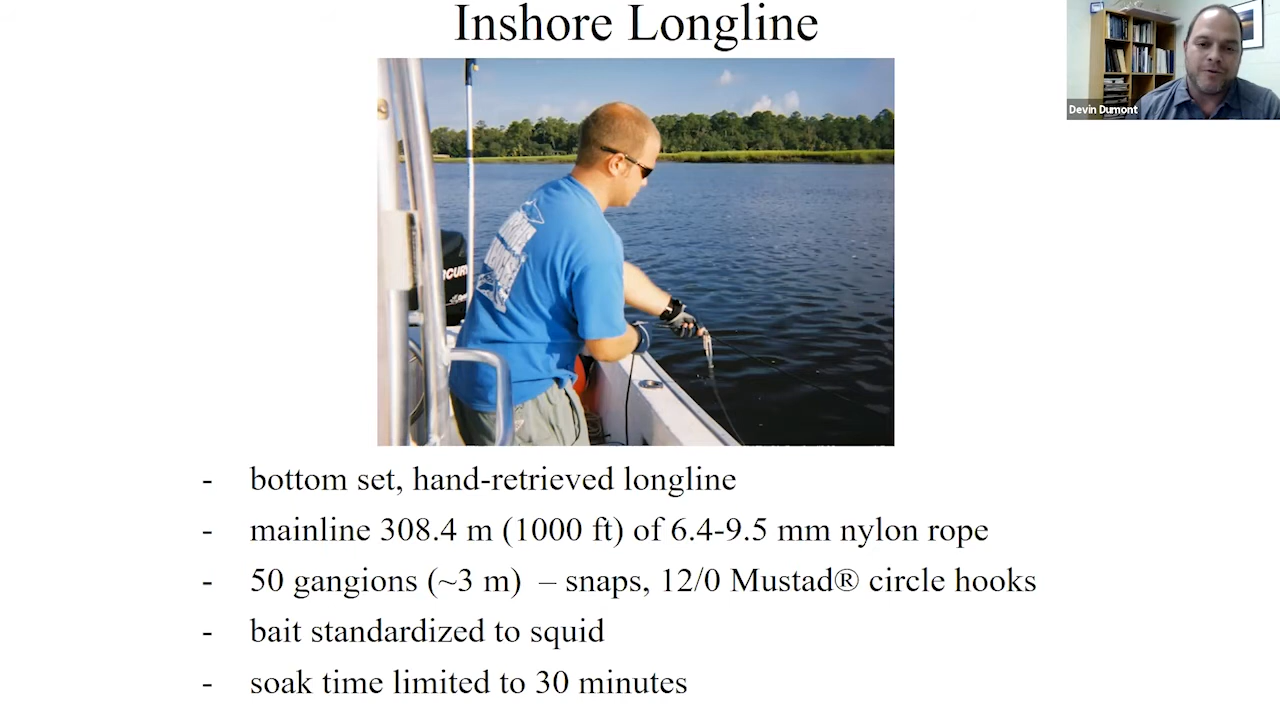 Inshore Longline
Devin Dumont
CURY
- bottom set, hand-retrieved longline
- mainline 308.4 m (1000 ft) of 6.4-9.5 mm nylon rope
- 50 gangions (~3 m) – snaps, 12/0 Mustad® circle hooks
- bait standardized to squid
- soak time limited to 30 minutes